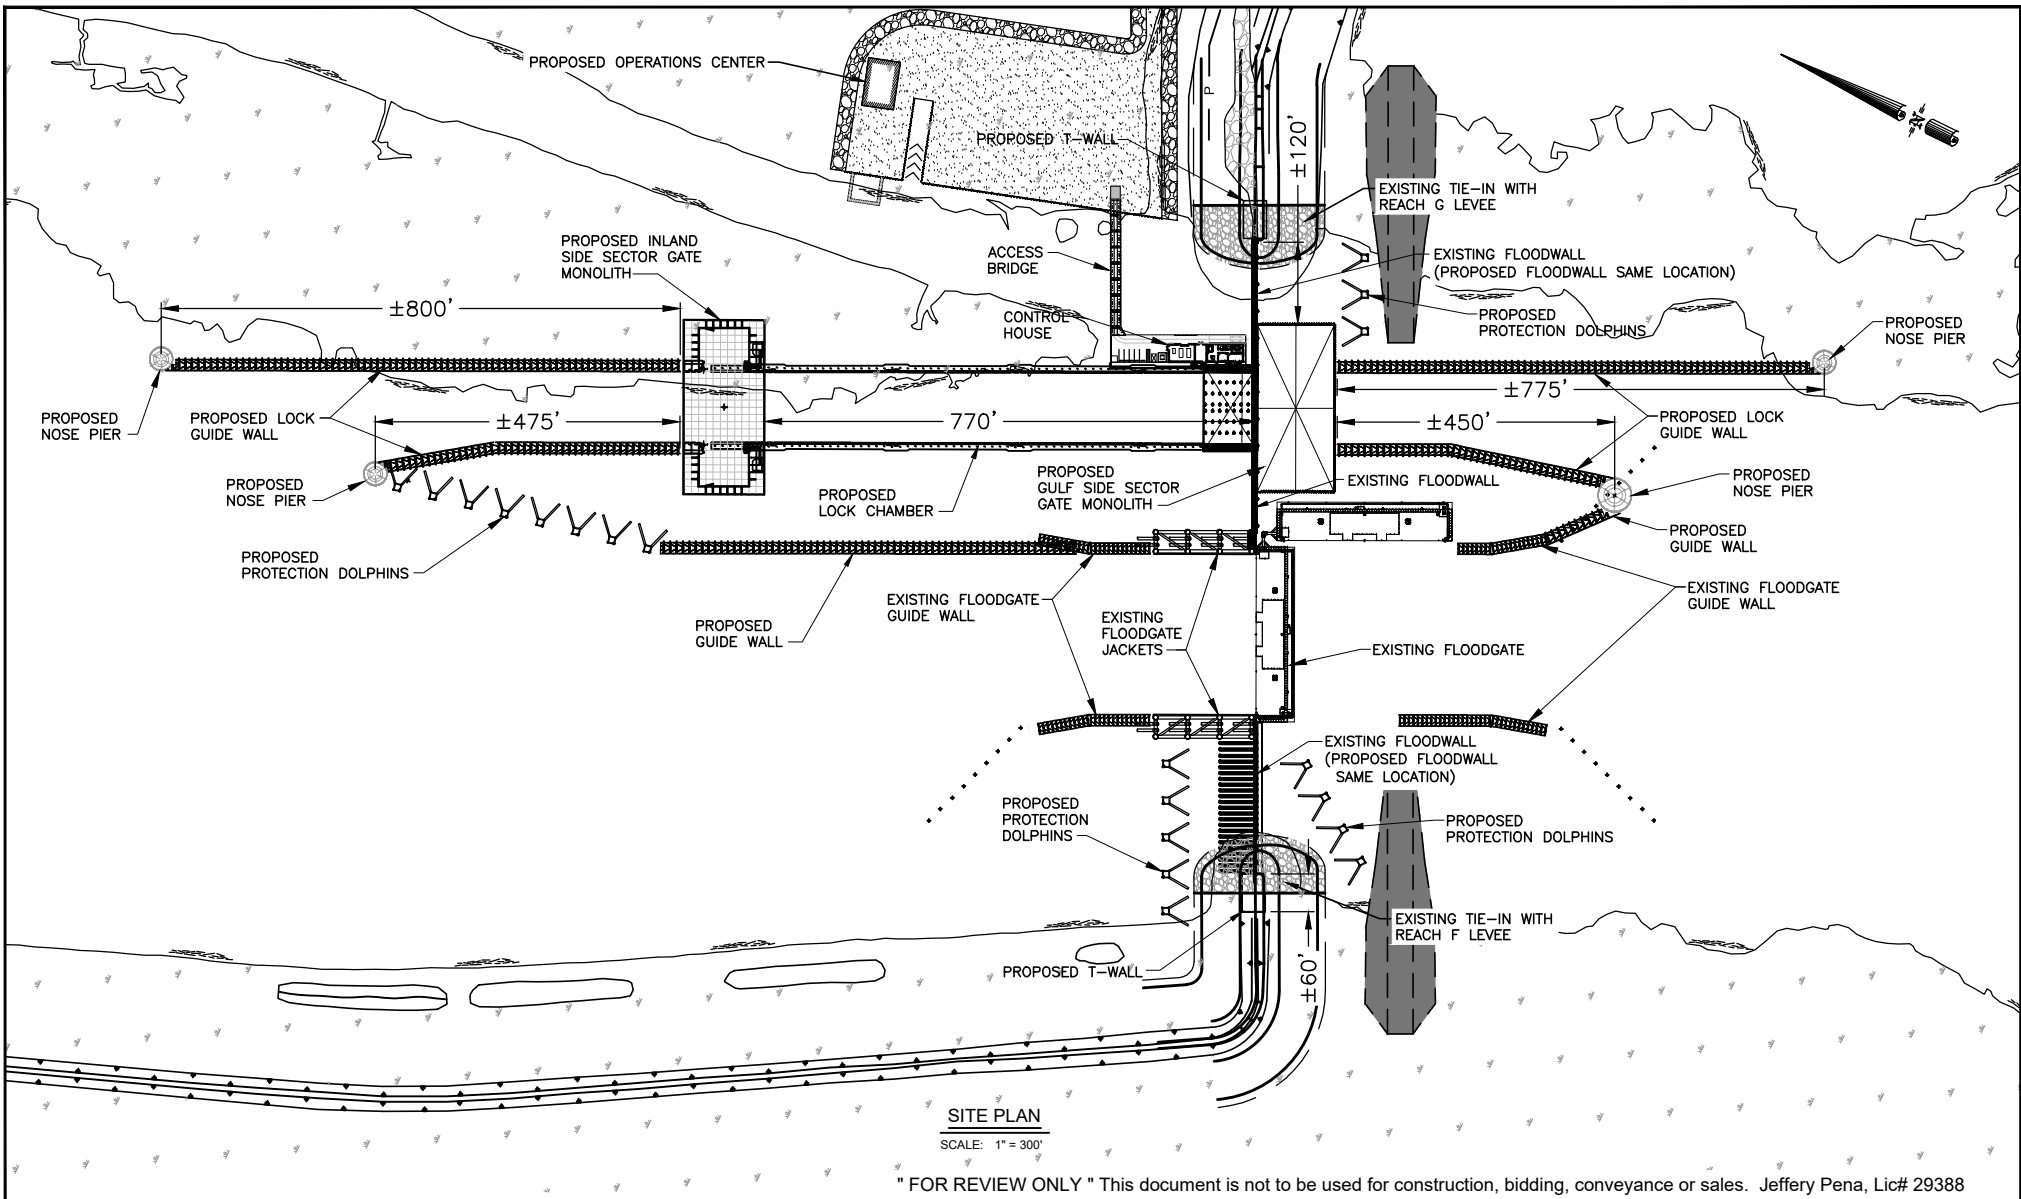 PROPOSED OPERATIONS CENTER
P
PROPOSED T-WALL
±120'
=N=
EXISTING TIE-IN WITH
REACH G LEVEE
PROPOSED INLAND
SIDE SECTOR GATE
MONOLITH
ACCESS
BRIDGE
EXISTING FLOODWALL
(PROPOSED FLOODWALL SAME LOCATION)
±800'
CONTROL
HOUSE
PROPOSED
PROTECTION DOLPHINS
PROPOSED
NOSE PIER
±775'
PROPOSED
NOSE PIER
PROPOSED LOCK
GUIDE WALL
±475'
770'
±450'
PROPOSED LOCK
GUIDE WALL
PROPOSED
NOSE PIER
PROPOSED
LOCK CHAMBER
PROPOSED
GULF SIDE SECTOR
GATE MONOLITH
EXISTING FLOODWALL
PROPOSED
NOSE PIER
PROPOSED
GUIDE WALL
PROPOSED
PROTECTION DOLPHINS
EXISTING FLOODGATE
GUIDE WALL
PROPOSED
GUIDE WALL
EXISTING
FLOODGATE
JACKETS
EXISTING FLOODGATE
EXISTING FLOODGATE
GUIDE WALL
EXISTING FLOODWALL
(PROPOSED FLOODWALL
SAME LOCATION)
PROPOSED
PROTECTION
DOLPHINS
PROPOSED
PROTECTION DOLPHINS
EXISTING TIE-IN WITH
REACH F LEVEE
PROPOSED T-WALL
±60'
SITE PLAN
SCALE: 1" = 300'
" FOR REVIEW ONLY " This document is not to be used for construction, bidding, conveyance or sales. Jeffery Pena, Lic# 29388